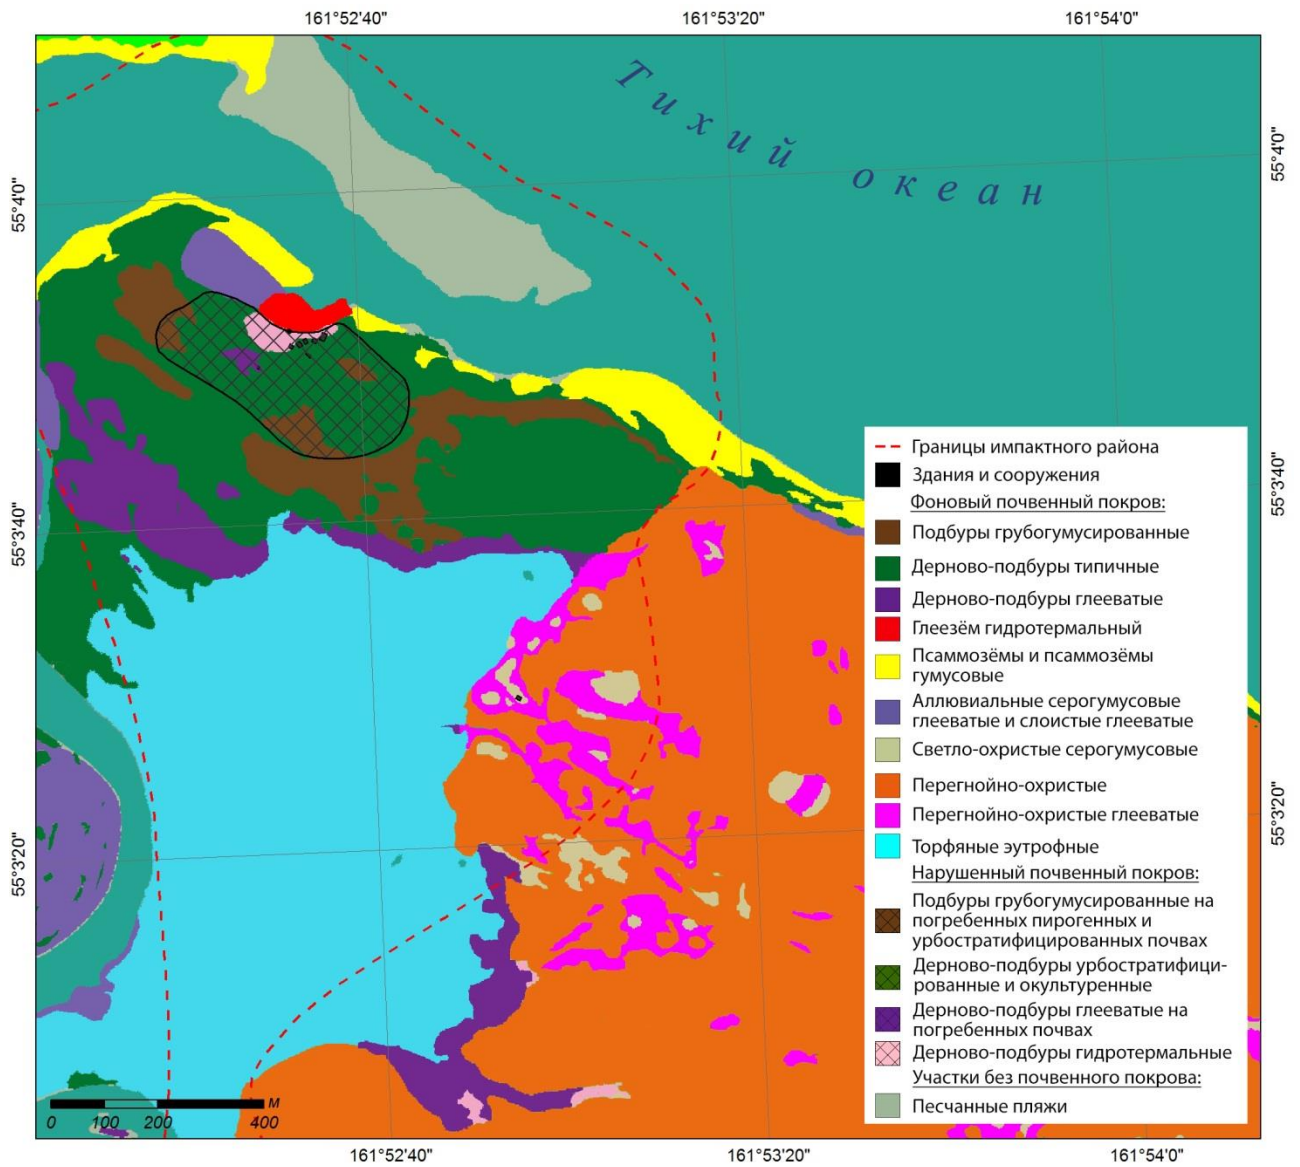 161°52'40" 161°53'20" 161°54'0"
Тихий океан
55°4'0"
55°4'0"
55°3'40"
55°3'40"
55°3'20"
55°3'20"
Границы импактного района
Здания и сооружения
Фоновый почвенный покров:
Подбуры грубогумусированные
Дерново-подбуры типичные
Дерново-подбуры глееватые
Глеезём гидротермальный
Псаммозёмы и псаммозёмы
гумусовые
Аллювиальные серогумусовые
глееватые и слоистые глееватые
Светло-охристые серогумусовые
Перегнойно-охристые
Перегнойно-охристые глееватые
Торфяные эутрофные
Нарушенный почвенный покров:
Подбуры грубогумусированные на
погребенных пирогенных и
урбостратифицированных почвах
Дерново-подбуры урбостратифици-
рованные и окультуренные
Дерново-подбуры глееватые на
погребенных почвах
Дерново-подбуры гидротермальные
Участки без почвенного покрова:
Песчанные пляжи
М
0 100 200 400
161°52'40" 161°53'20" 161°54'0"